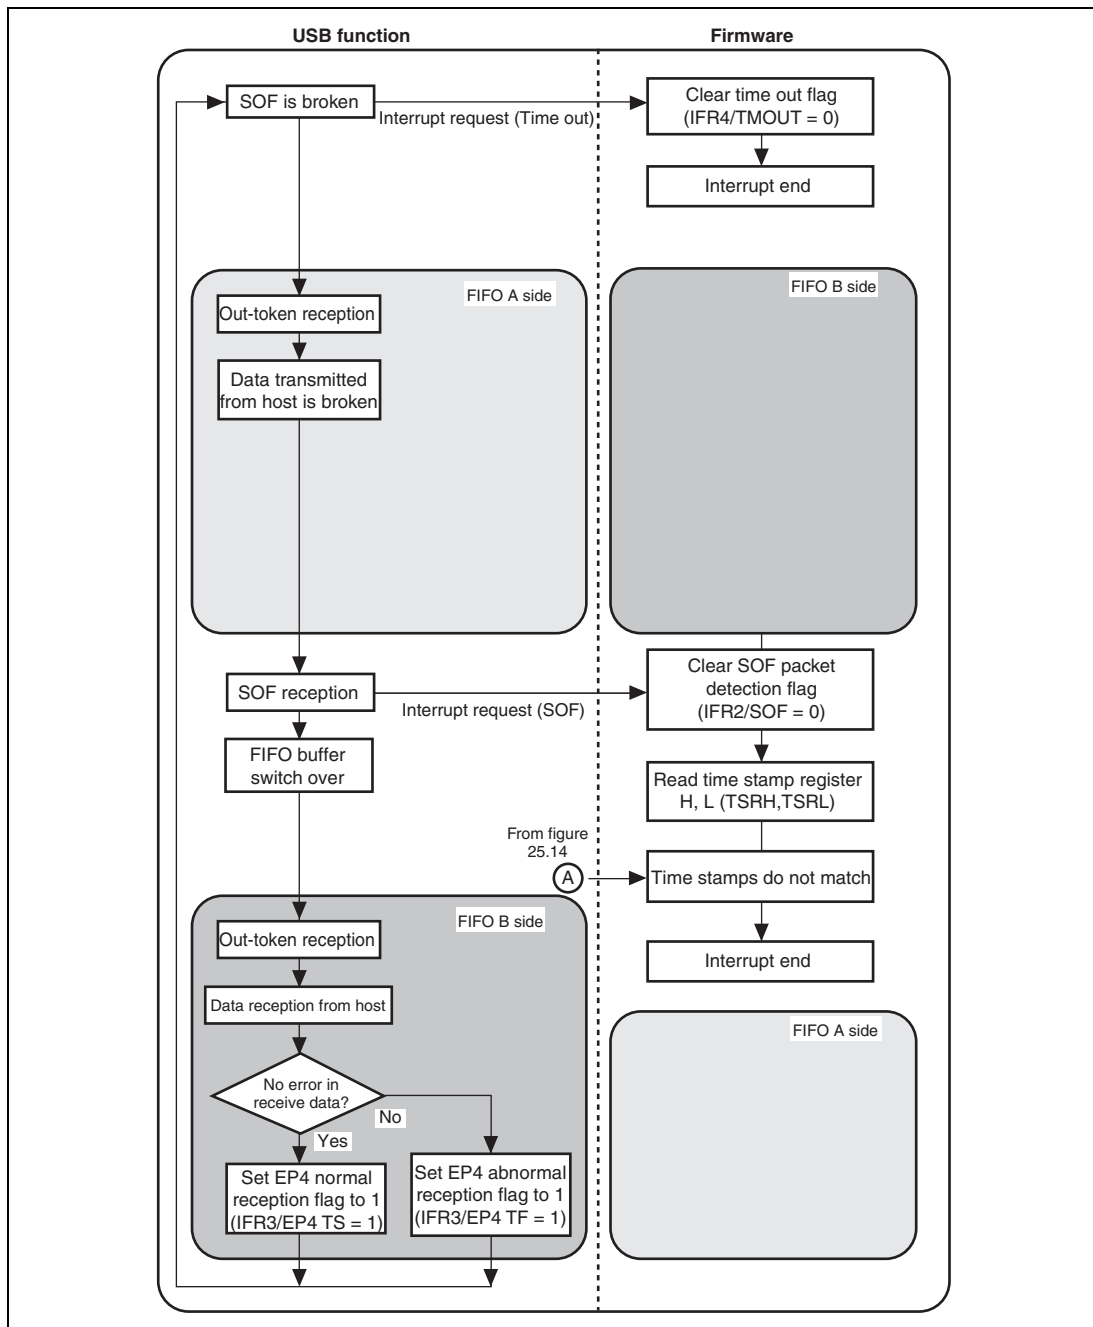 USB function
Firmware
SOF is broken
Interrupt request (Time out)
Clear time out flag
(IFR4/TMOUT = 0)
Interrupt end
FIFO A side
Out-token reception
Data transmitted
from host is broken
FIFO B side
SOF reception
Interrupt request (SOF)
Clear SOF packet
detection flag
(IFR2/SOF = 0)
FIFO buffer
switch over
Read time stamp register
H, L (TSRH,TSRL)
From figure
25.14
A
Time stamps do not match
Interrupt end
FIFO B side
Out-token reception
Data reception from host
No error in
receive data?
No
Yes
Set EP4 normal
reception flag to 1
(IFR3/EP4 TS = 1)
Set EP4 abnormal
reception flag to 1
(IFR3/EP4 TF = 1)
FIFO A side